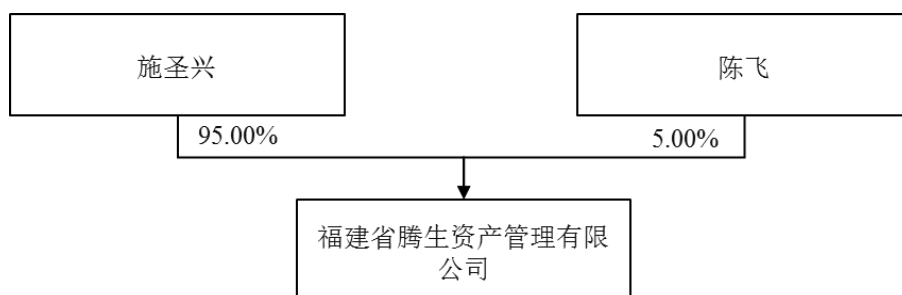 施圣兴
陈飞
95.00%
5.00%
福建省腾生资产管理有限
公司